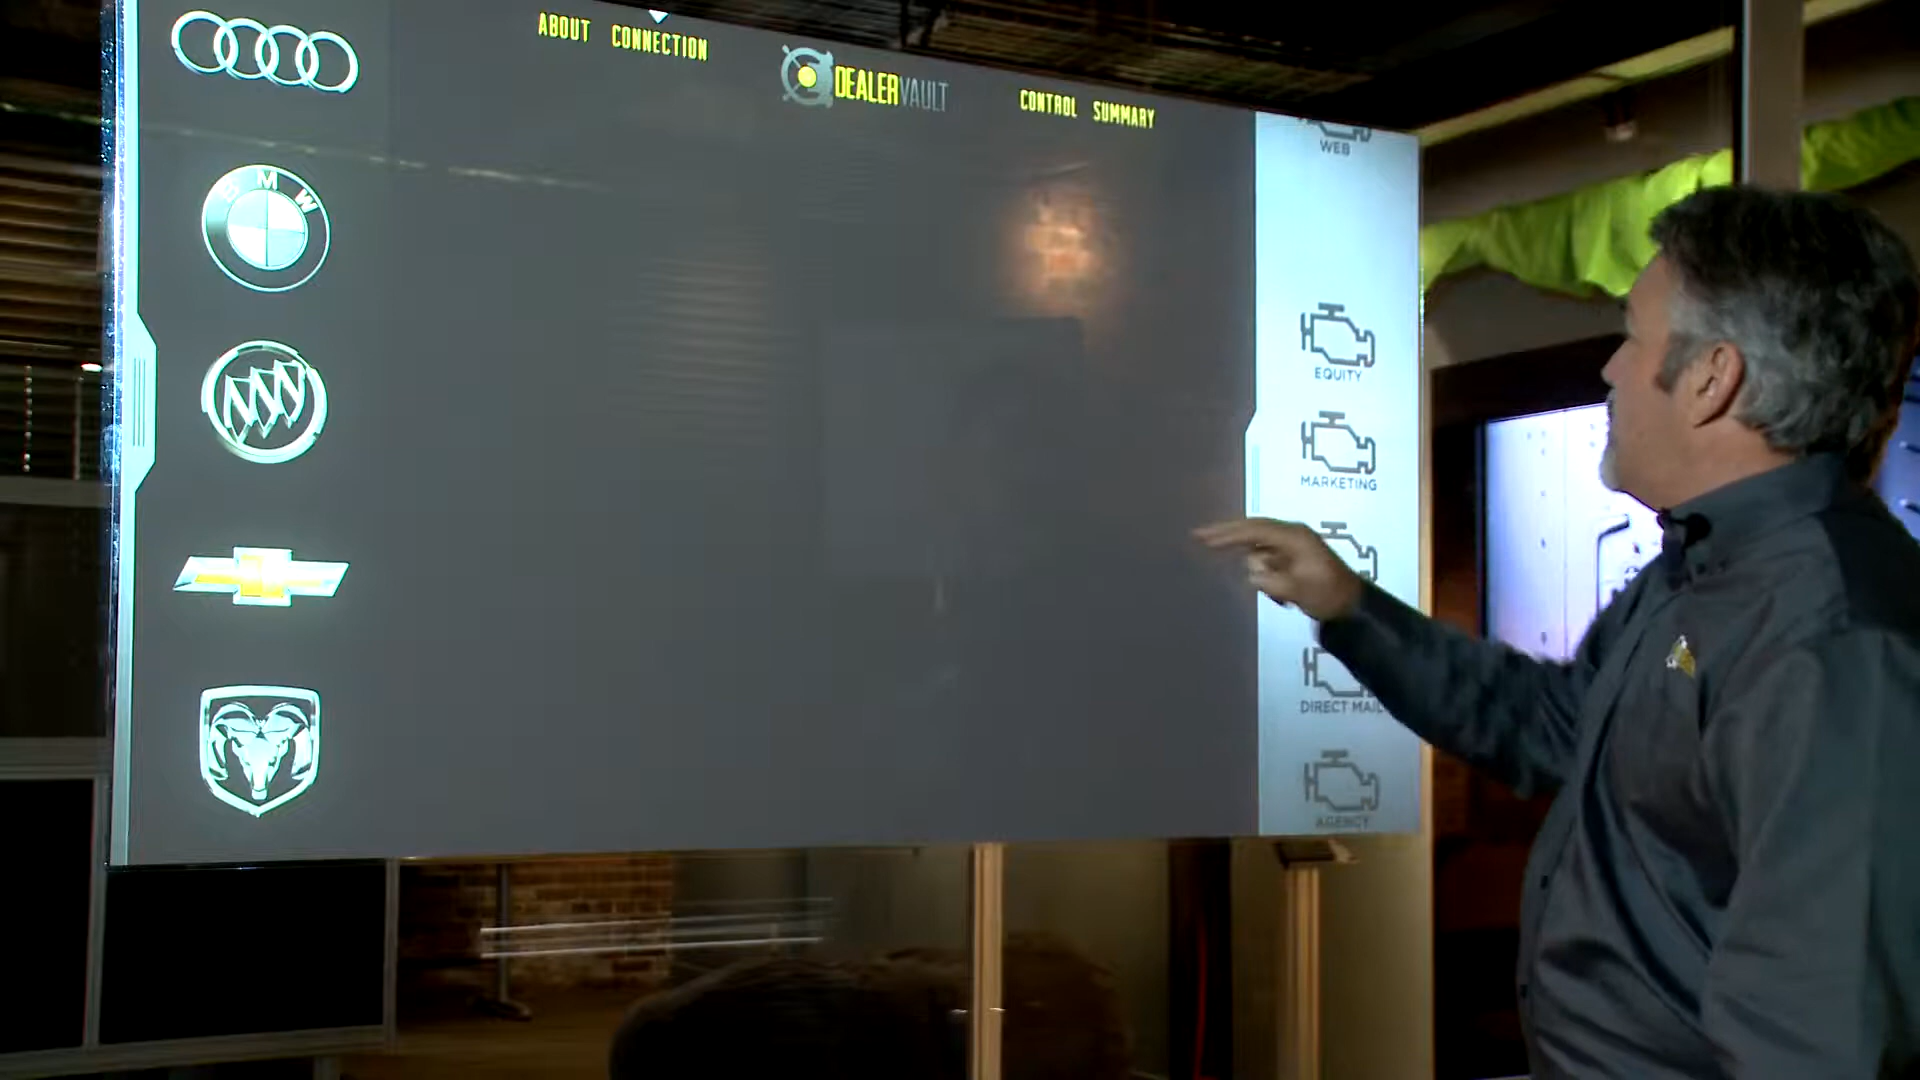 ABOUT CONNECTION
DEALERVAULT
CONTROL SUMMARY
BMW
WEB
EQUITY
MARKETING
DIRECT MAIL
AGENCY